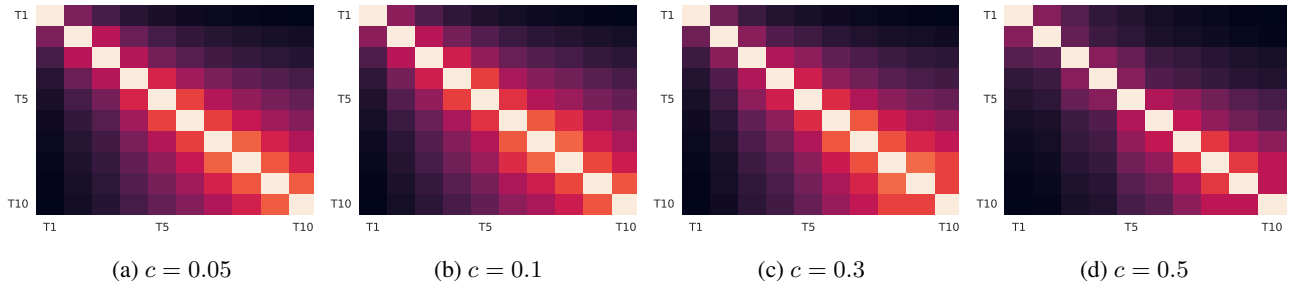 T1
T5
T10
T1 T5 T10
(a) c = 0.05
T1
T5
T10
T1 T5 T10
(b) c = 0.1
T1
T5
T10
T1 T5 T10
(c) c = 0.3
T1
T5
T10
T1 T5 T10
(d) c = 0.5